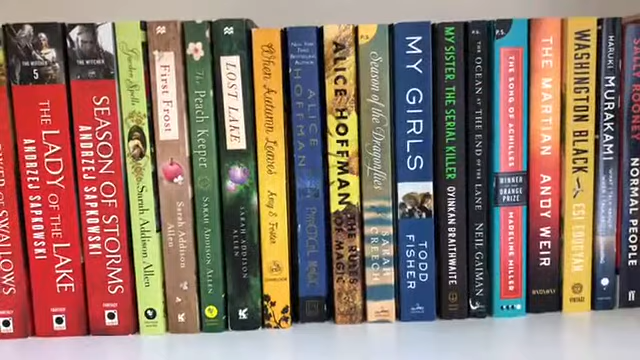 TOWER OF SWALLOWS
FANTASY
THE WITCHER
5
THE LADY OF THE LAKE
ANDRZEJ SAPKOWSKI
FANTASY
THE WITCHER
SEASON OF STORMS
ANDRZEJ SAPKOWSKI
FANTASY
Garden Spells
Sarah Addison Allen
First Frost
Sarah Addison Allen
The Peach Keeper
SARAH ADDISON ALLEN
LOST LAKE
SARAH ADDISON ALLEN
When Autumn Leaves
Amy S. Foster
ALICE HOFFMAN
ALICE HOFFMAN
THE RULES OF MAGIC
P.S.
Season of the Dragonflies
SARAH CREECH
MY GIRLS
TODD FISHER
MY SISTER, THE SERIAL KILLER
OYINKAN BRAITHWAITE
P.S.
THE OCEAN AT THE END OF THE LANE
NEIL GAIMAN
P.S.
THE SONG OF ACHILLES
WINNER OF THE ORANGE PRIZE
MADELINE MILLER
THE MARTIAN
ANDY WEIR
BROADWAY
WASHINGTON BLACK
ESI EDUGYAN
VINTAGE
HARUKI MURAKAMI
SALLY ROONEY
NORMAL PEOPLE